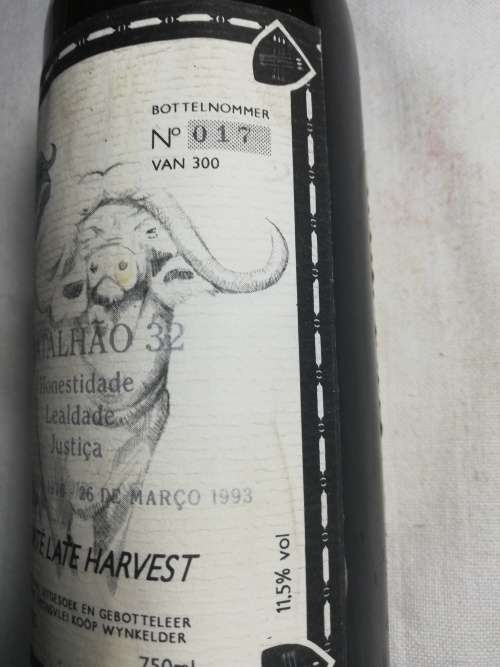 BOTTELNOMMER
Nº 017
VAN 300
32
Honestidade
Lealdade
Justiça
26 DE MARÇO 1993
LATE HARVEST
11.5% vol
EN GEBOTTELEER
KOOP WYNKELDER
750ml